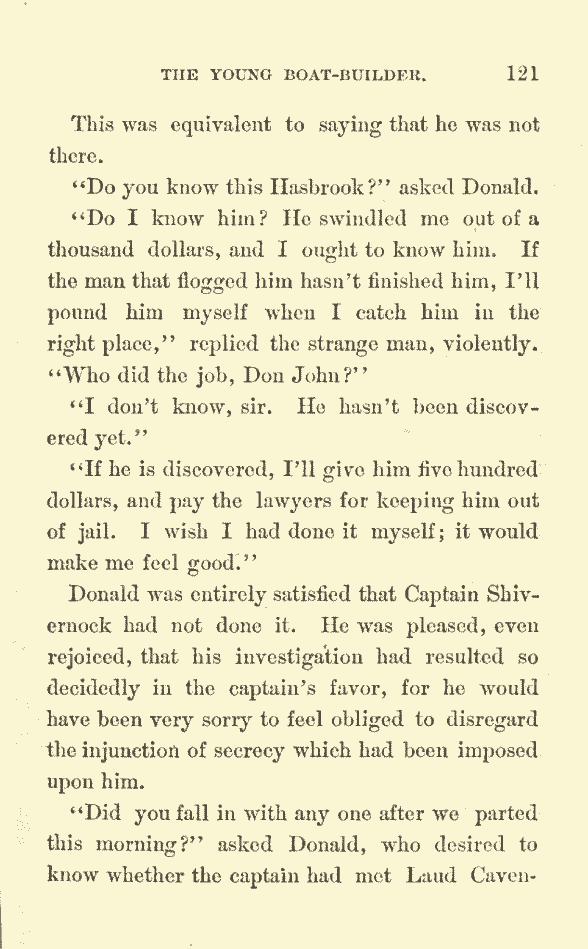 THE YOUNG BOAT-BUILDER. 121
This was equivalent to saying that he was not
there.
"Do you know this Hasbrook?" asked Donald.
"Do I know him? He swindled me out of a
thousand dollars, and I ought to know him. If
the man that flogged him hasn't finished him, I'll
pound him myself when I catch him in the
right place," replied the strange man, violently.
"Who did the job, Don John?"
"I don't know, sir. He hasn't been discov-
ered yet."
"If he is discovered, I'll give him five hundred
dollars, and pay the lawyers for keeping him out
of jail. I wish I had done it myself; it would
make me feel good."
Donald was entirely satisfied that Captain Shiv-
ernock had not done it. He was pleased, even
rejoiced, that his investigation had resulted so
decidedly in the captain's favor, for he would
have been very sorry to feel obliged to disregard
the injunction of secrecy which had been imposed
upon him.
"Did you fall in with any one after we parted
this morning?" asked Donald, who desired to
know whether the captain had met Laud Caven-